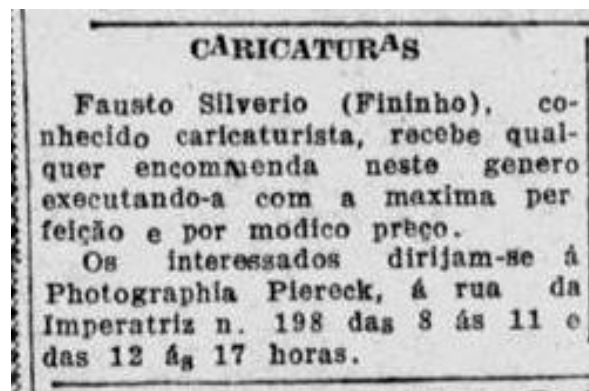 CARICATURAS
Fausto Silverio (Fininho), co-
nhecido caricaturista, recebe qual-
quer encommenda neste genero
executando-a com a maxima per
feição e por modico preço.
Os interessados dirijam-se á
Photographia Piereck, á rua da
Imperatriz n. 198 das 8 ás 11 e
das 12 ás 17 horas.